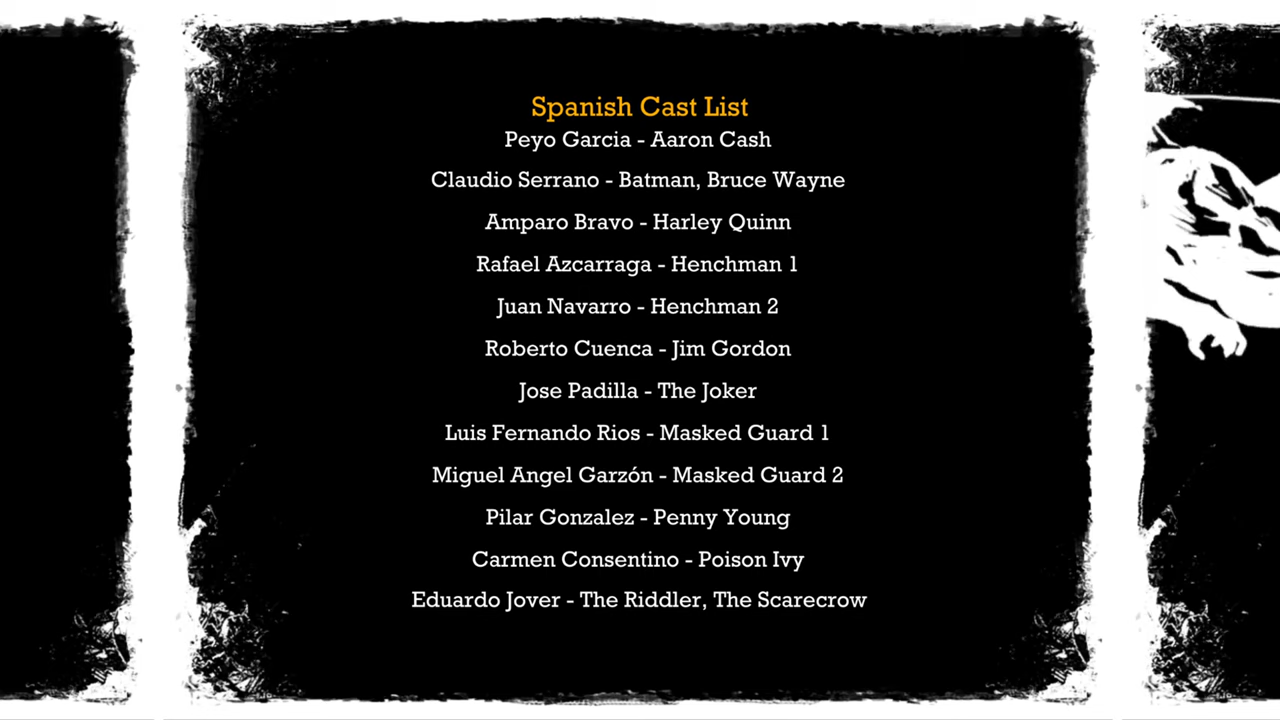 Spanish Cast List
Peyo Garcia - Aaron Cash
Claudio Serrano - Batman, Bruce Wayne
Amparo Bravo - Harley Quinn
Rafael Azcarraga - Henchman 1
Juan Navarro - Henchman 2
Roberto Cuenca - Jim Gordon
Jose Padilla - The Joker
Luis Fernando Rios - Masked Guard 1
Miguel Angel Garzón - Masked Guard 2
Pilar Gonzalez - Penny Young
Carmen Consentino - Poison Ivy
Eduardo Jover - The Riddler, The Scarecrow